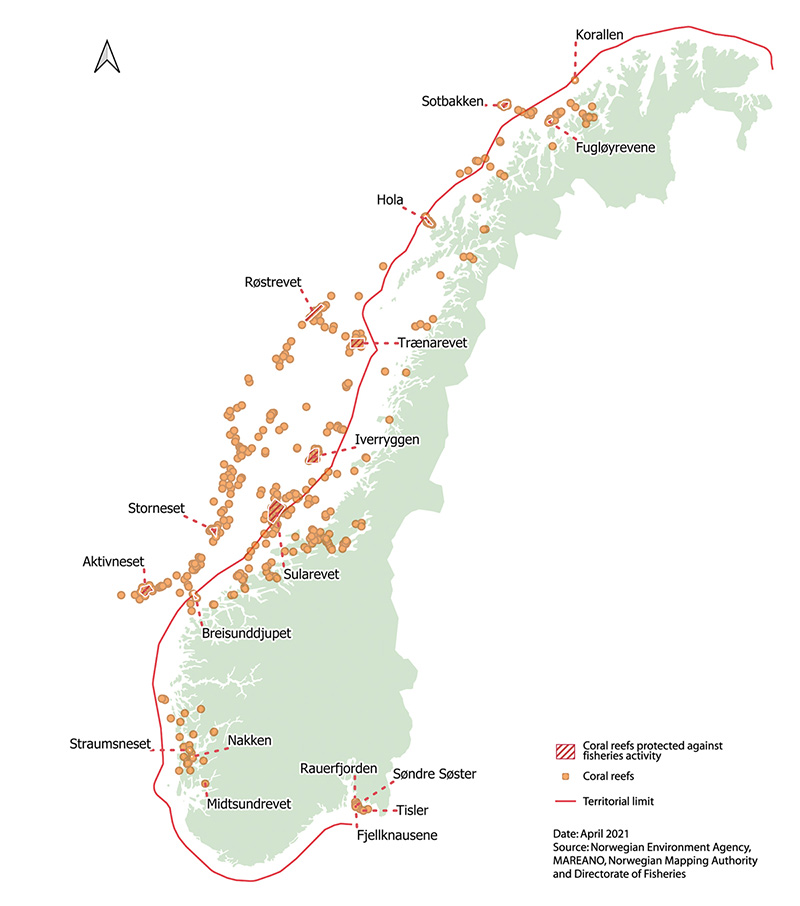 Korallen
Sotbakken
Fugløyrevene
Hola
Røstrevet
Trænarevet
Iverryggen
Storneset
Aktivneset
Sularevet
Breisunddjupet
Straumsneset
Nakken
Midtsundrevet
Rauerfjorden
Søndre Søster
Tisler
Fjellknausene
Coral reefs protected against
fisheries activity
Coral reefs
Territorial limit
Date: April 2021
Source: Norwegian Environment Agency,
MAREANO, Norwegian Mapping Authority
and Directorate of Fisheries